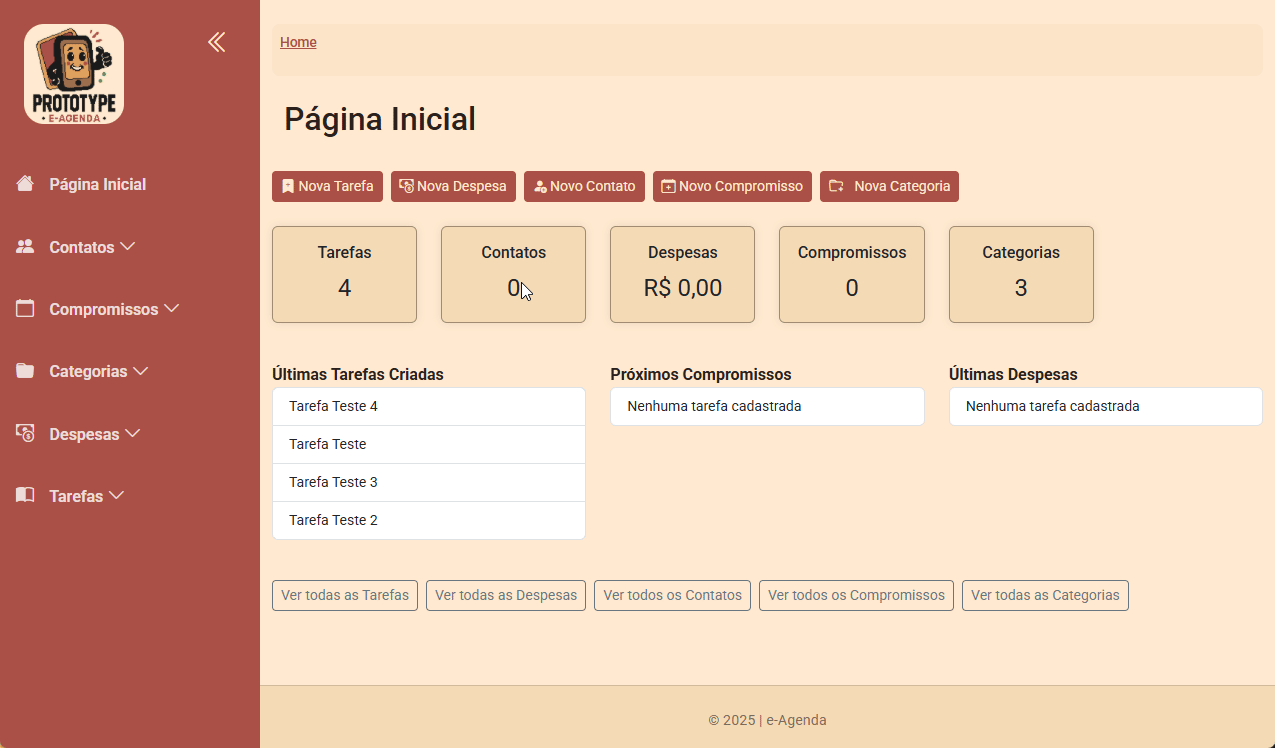 PROTOTYPE
• E-AGENDA •
Página Inicial
Contatos
Compromissos
Categorias
Despesas
Tarefas
Home
Página Inicial
Nova Tarefa Nova Despesa Novo Contato Novo Compromisso Nova Categoria
Tarefas Contatos Despesas Compromissos Categorias
4 0 R$ 0,00 0 3
Últimas Tarefas Criadas
Tarefa Teste 4
Tarefa Teste
Tarefa Teste 3
Tarefa Teste 2
Próximos Compromissos
Nenhuma tarefa cadastrada
Últimas Despesas
Nenhuma tarefa cadastrada
Ver todas as Tarefas Ver todas as Despesas Ver todos os Contatos Ver todos os Compromissos Ver todas as Categorias
© 2025 | e-Agenda